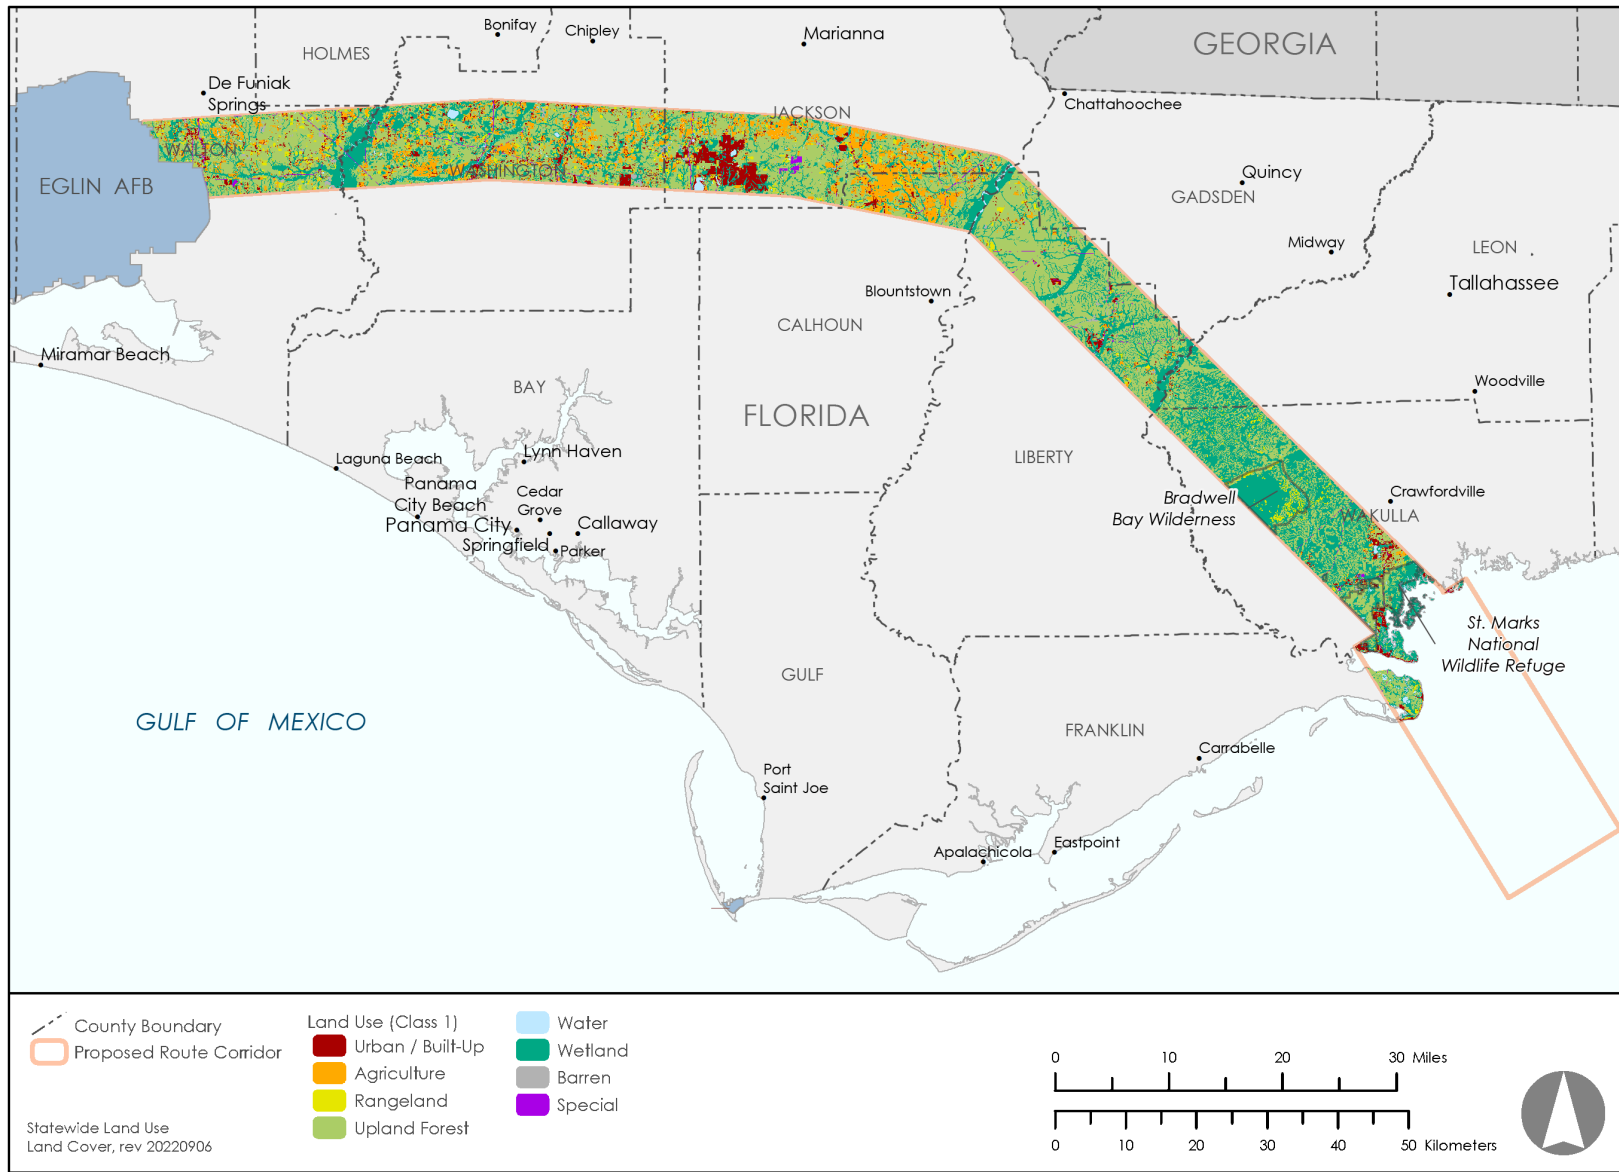 Bonifay
Chipley
Marianna
HOLMES
GEORGIA
De Funiak
Springs
Chattahoochee
JACKSON
WALTON
WASHINGTON
EGLIN AFB
Quincy
GADSDEN
Midway
LEON
Tallahassee
Blountstown
CALHOUN
Miramar Beach
Woodville
BAY
FLORIDA
Lynn Haven
Laguna Beach
LIBERTY
Panama
City Beach
Cedar
Grove
Bradwell
Bay Wilderness
Crawfordville
WAKULLA
Panama City
Callaway
Springfield
Parker
St. Marks
National
Wildlife Refuge
GULF
GULF OF MEXICO
FRANKLIN
Carrabelle
Port
Saint Joe
Apalachicola
Eastpoint
County Boundary
Proposed Route Corridor
Statewide Land Use
Land Cover, rev 20220906
Land Use (Class 1)
Urban / Built-Up
Agriculture
Rangeland
Upland Forest
Water
Wetland
Barren
Special
0 10 20 30 Miles
0 10 20 30 40 50 Kilometers